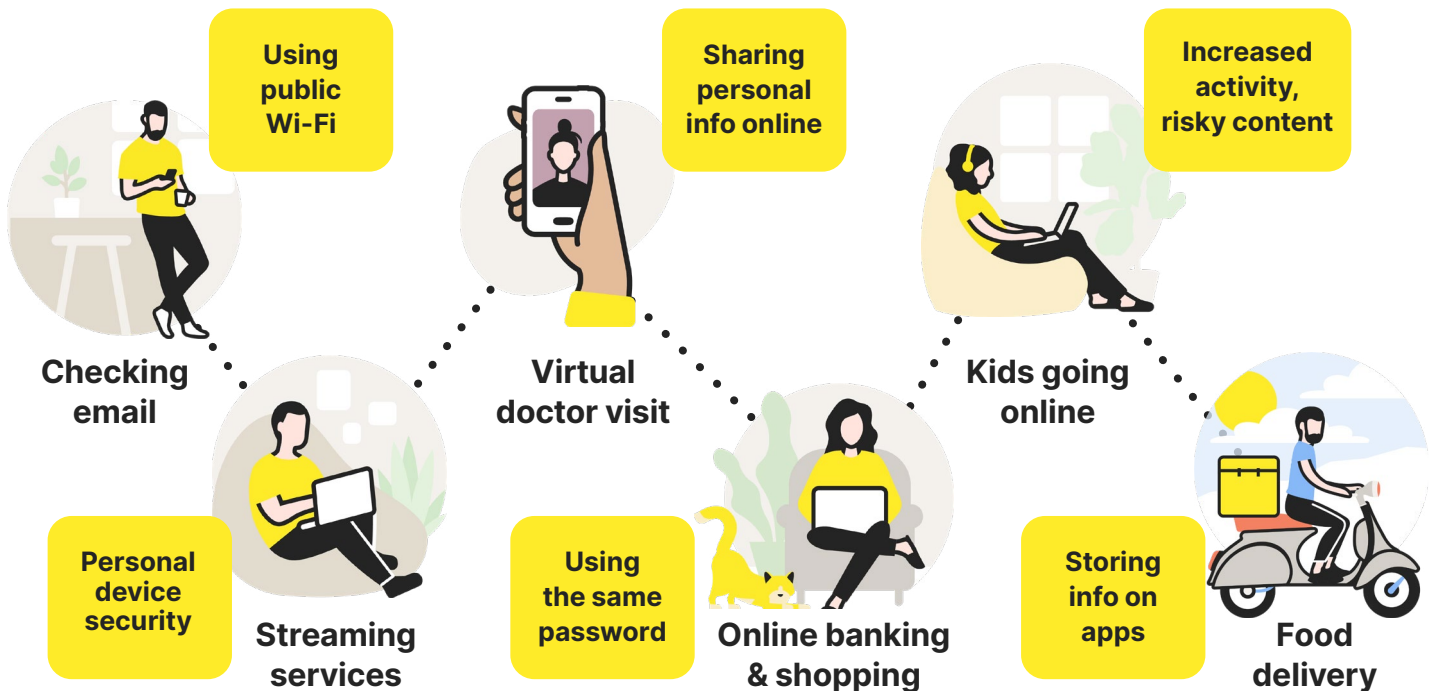 Using
public
Wi-Fi
Checking
email
Personal
device
security
Streaming
services
Sharing
personal
info online
Virtual
doctor visit
Using
the same
password
Online banking
& shopping
Increased
activity,
risky content
Kids going
online
Storing
info on
apps
Food
delivery